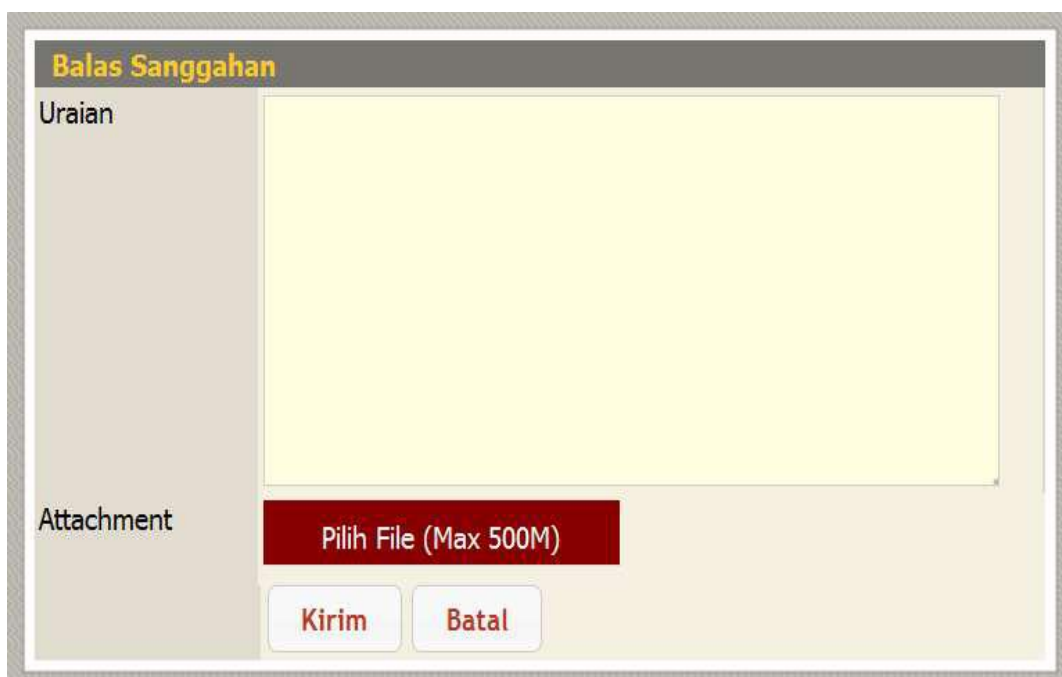 Balas Sanggahan
Uraian
Attachment
Pilih File (Max 500M)
Kirim
Batal